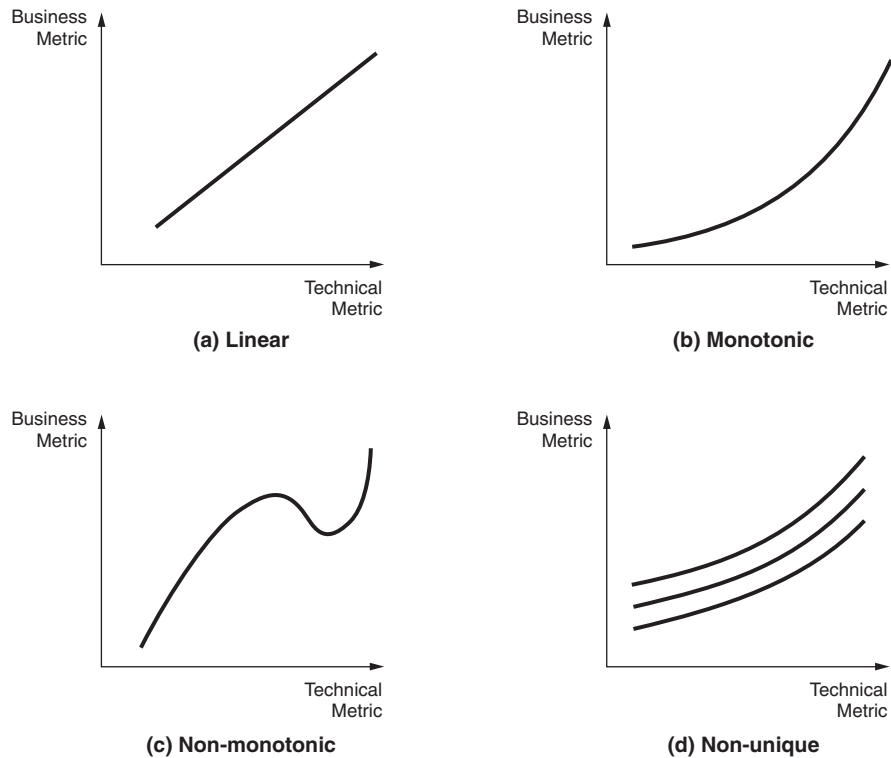 Business
Metric
Technical
Metric
(a) Linear
Business
Metric
Technical
Metric
(b) Monotonic
Business
Metric
Technical
Metric
(c) Non-monotonic
Business
Metric
Technical
Metric
(d) Non-unique